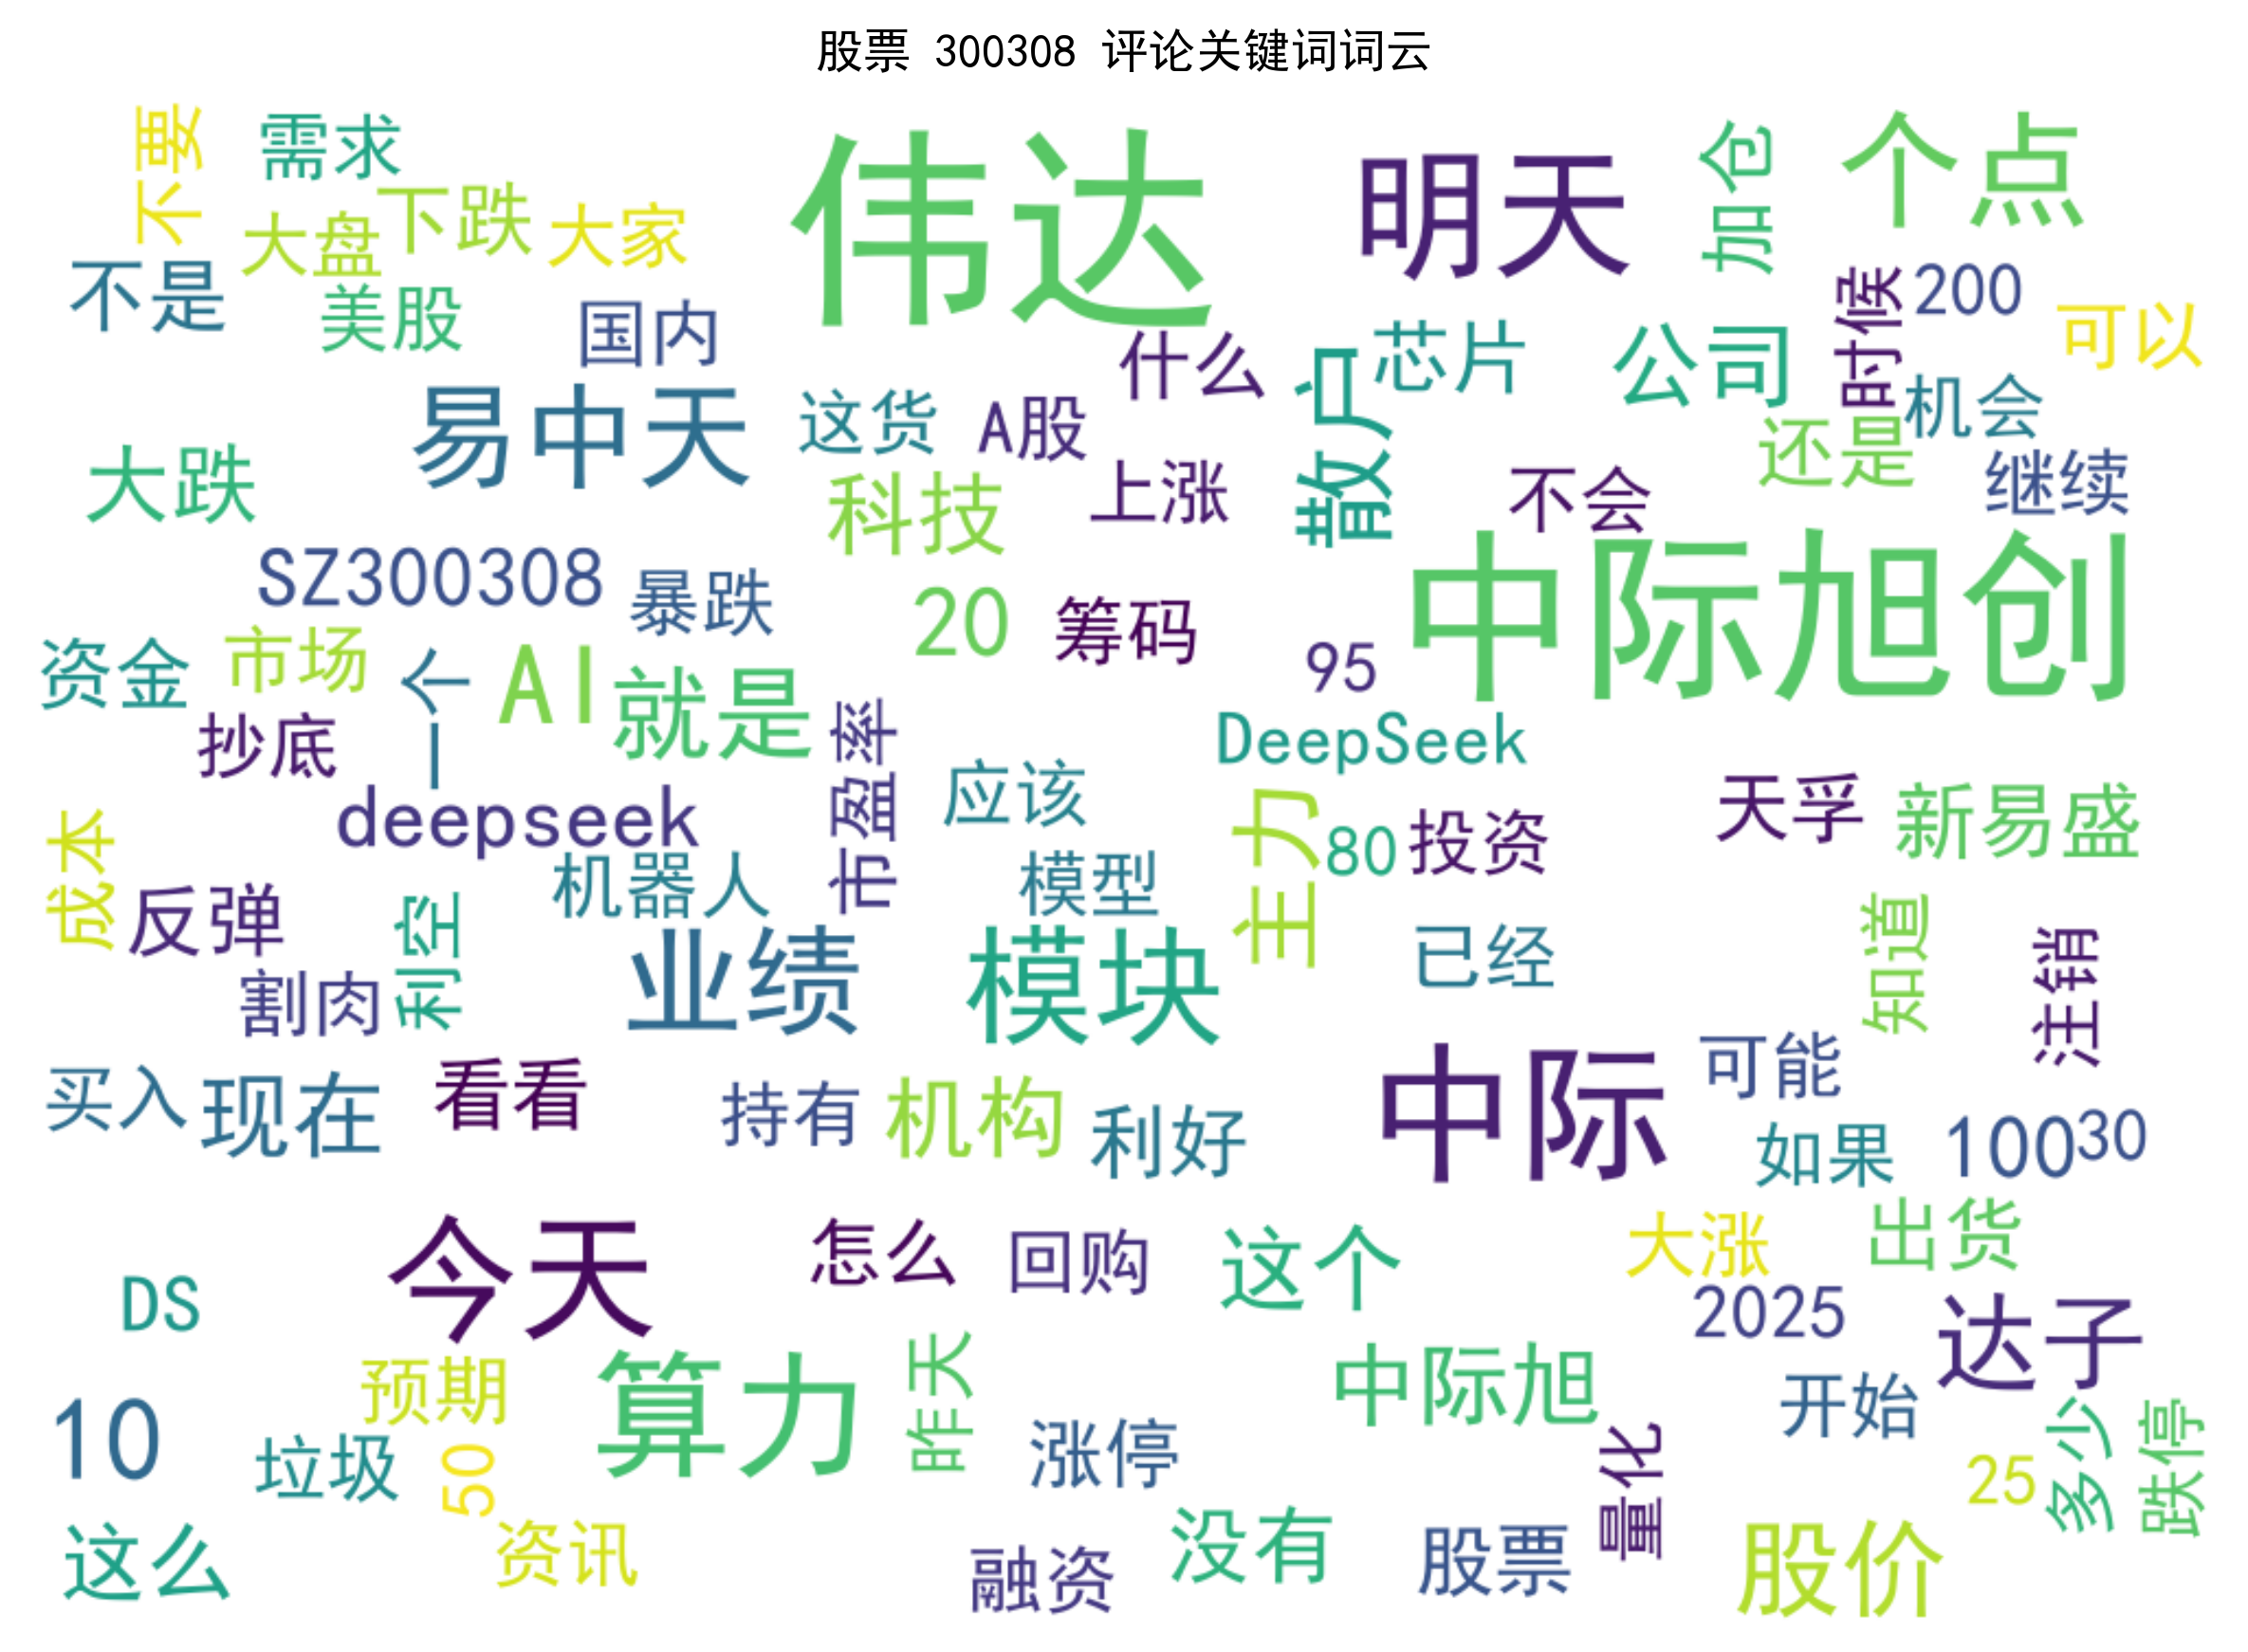 股票 300308 评论关键词词云
不要
需求
大盘
下跌
大家
伟达
明天
加仓
个点
不是
美股
国内
什么
芯片
公司
时候
200
可以
易中天
这货
A股
散户
机会
大跌
科技
上涨
不会
还是
继续
SZ300308
暴跌
20
筹码
中际旭创
资金
市场
一个
AI
就是
95
抄底
市盈率
DeepSeek
deepseek
应该
主力
80
投资
天孚
新易盛
成本
反弹
利空
机器人
模型
割肉
业绩
模块
已经
知道
注销
买入
现在
看看
持有
机构
利好
中际
可能
如果
100
30
今天
怎么
回购
这个
大涨
出货
DS
2025
达子
预期
算力
昨天
中际旭
开始
10
垃圾
50
涨停
量化
25
多少
跌停
这么
资讯
融资
没有
股票
股价